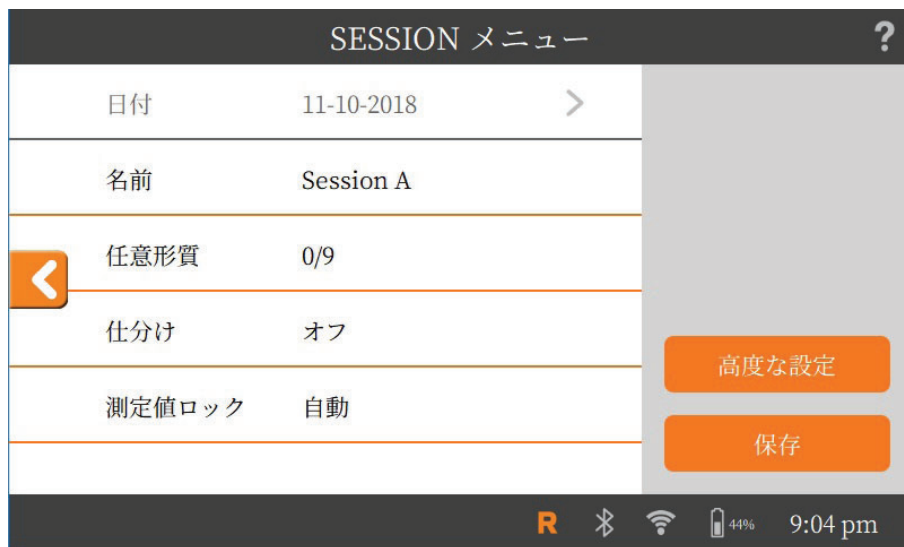 SESSION メニュー
?
日付 11-10-2018
名前 Session A
任意形質 0/9
仕分け オフ
測定値ロック 自動
高度な設定
保存
R 44% 9:04 pm